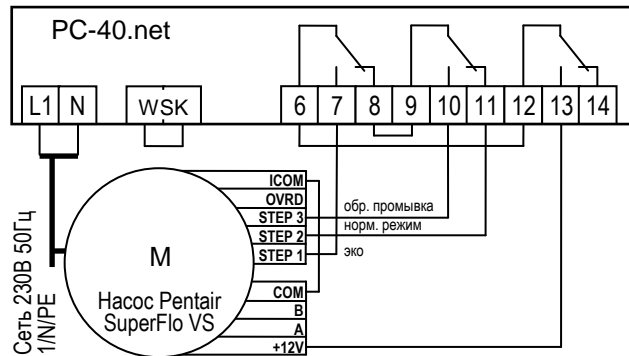 PC-40.net
L1 N WSK 6 7 8 9 10 11 12 13 14
ICOM
OVRD
STEP 3 обр. промывка
STEP 2 норм. режим
STEP 1 эко
M
Насос Pentair
SuperFlo VS
COM
B
A
+12V
Сеть 230В 50Гц
1/N/PE